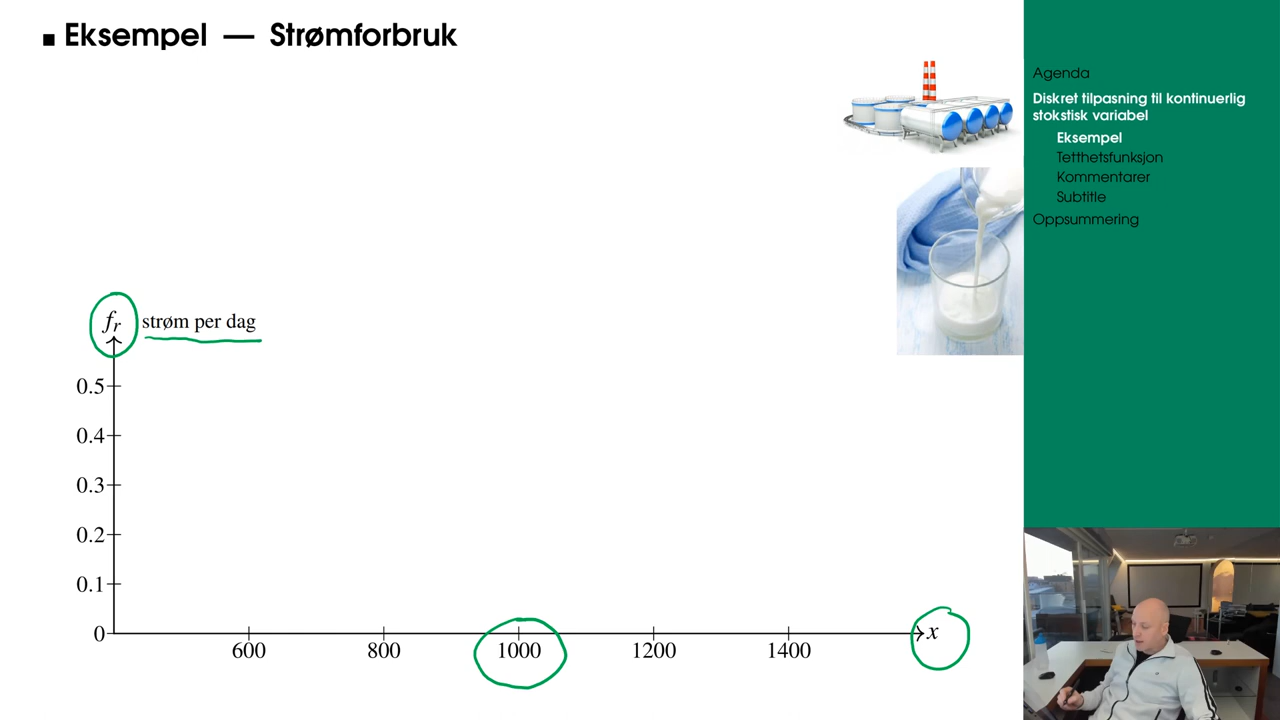 Eksempel — Strømforbruk
Agenda
Diskret tilpasning til kontinuerlig
stokstisk variabel
Eksempel
Tetthetsfunksjon
Kommentarer
Subtitle
Oppsummering
f_r strøm per dag
0.5
0.4
0.3
0.2
0.1
0
x
600 800 1000 1200 1400